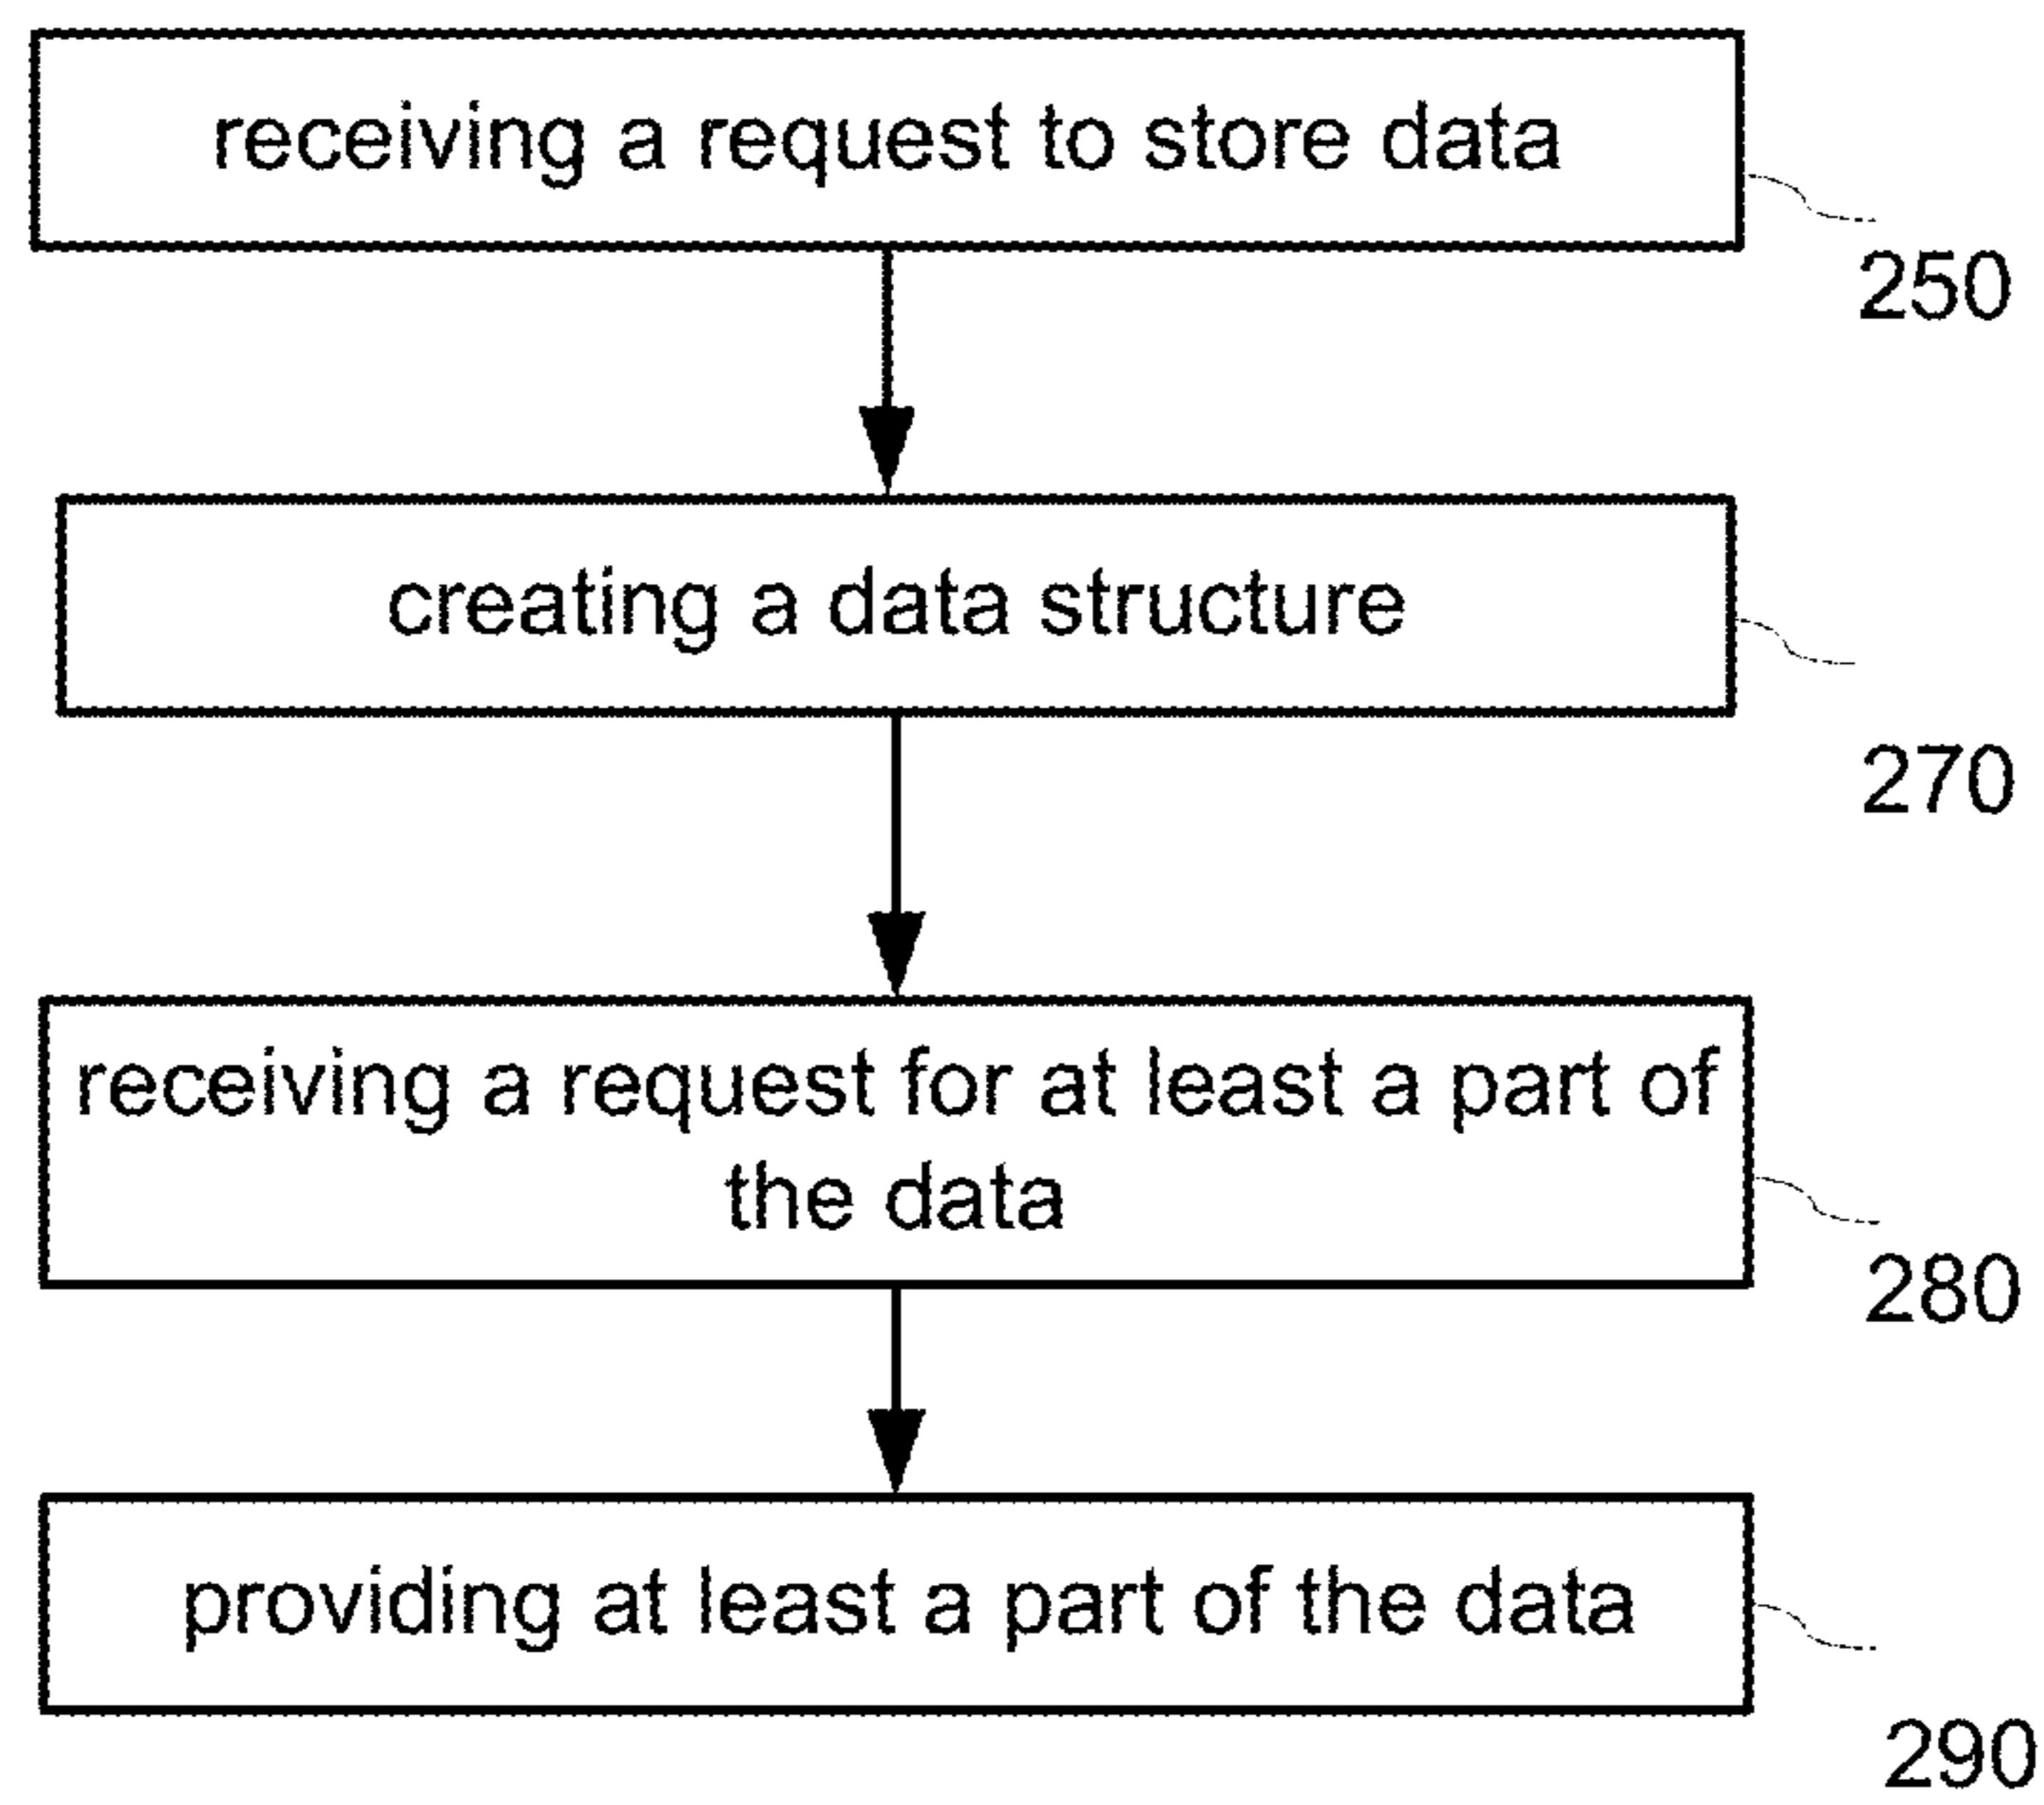 receiving a request to store data
250
creating a data structure
270
receiving a request for at least a part of
the data
280
providing at least a part of the data
290